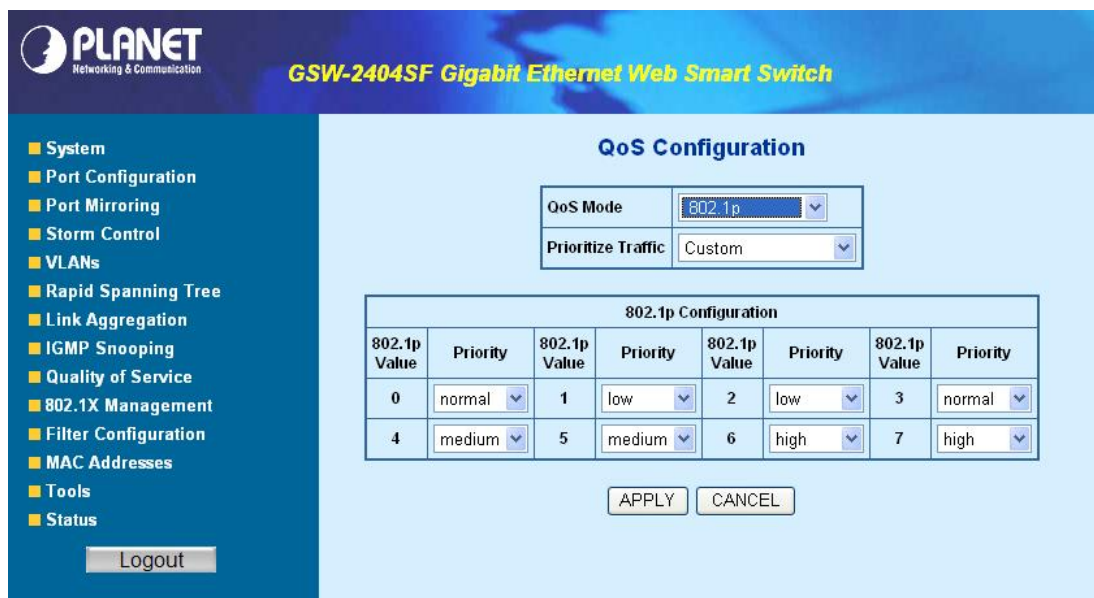 PLANET
Networking & Communication
GSW-2404SF Gigabit Ethernet Web Smart Switch
System
Port Configuration
Port Mirroring
Storm Control
VLANs
Rapid Spanning Tree
Link Aggregation
IGMP Snooping
Quality of Service
802.1X Management
Filter Configuration
MAC Addresses
Tools
Status
Logout
QoS Configuration
QoS Mode 802.1p
Prioritize Traffic Custom
802.1p Configuration
802.1p Value Priority 802.1p Value Priority 802.1p Value Priority 802.1p Value Priority
0 normal 1 low 2 low 3 normal
4 medium 5 medium 6 high 7 high
APPLY CANCEL